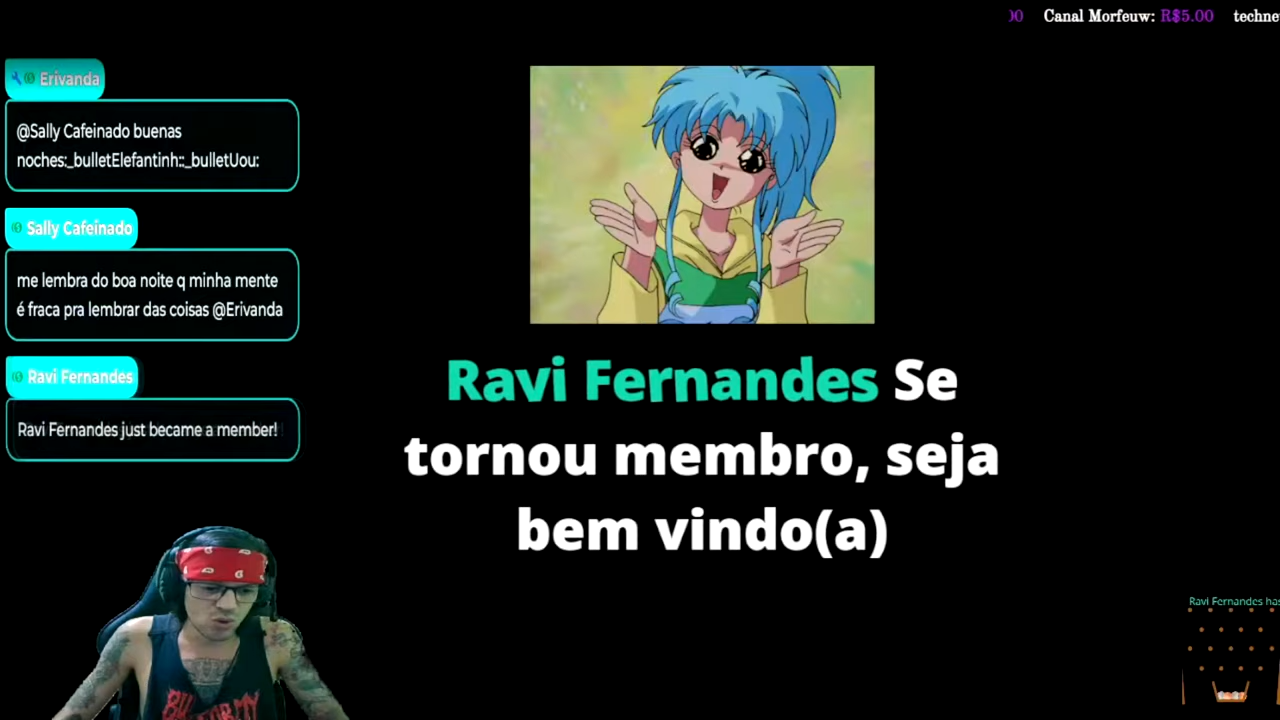 Canal Morfeuw: R$5.00
Erivanda
@Sally Cafeinado buenas
noches:_bulletElefantinh::_bulletUou:
Sally Cafeinado
me lembra do boa noite q minha mente
é fraca pra lembrar das coisas @Erivanda
Ravi Fernandes
Ravi Fernandes just became a member!
Ravi Fernandes Se
tornou membro, seja
bem vindo(a)
Ravi Fernandes